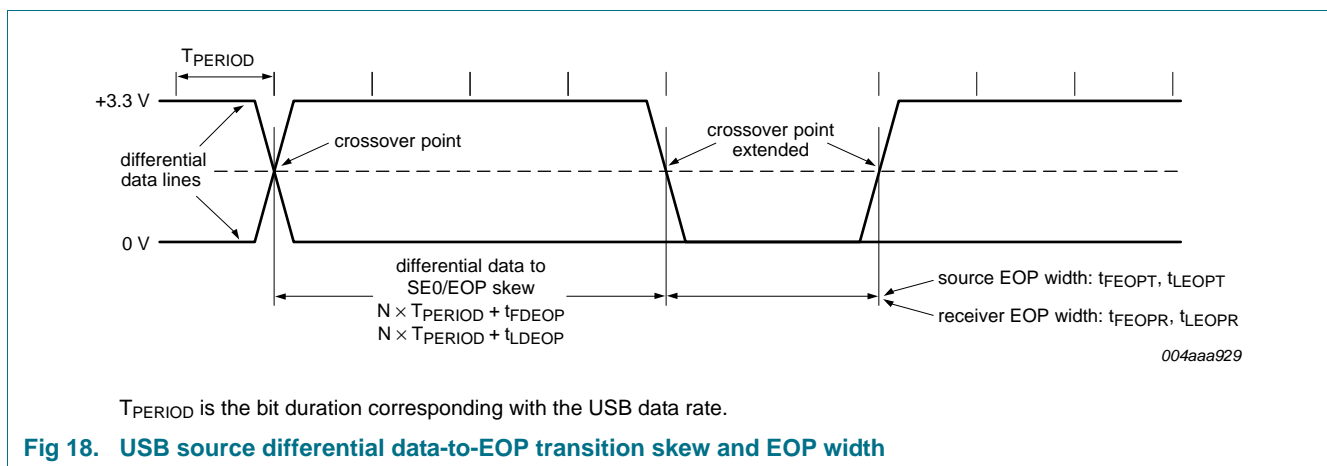 TPERIOD
+3.3 V
crossover point
crossover point
extended
differential
data lines
0 V
differential data to
SE0/EOP skew
N × TPERIOD + tFDEOP
N × TPERIOD + tLDEOP
source EOP width: tFEOPT, tLEOPT
receiver EOP width: tFEOPR, tLEOPR
004aaa929
TPERIOD is the bit duration corresponding with the USB data rate.
Fig 18. USB source differential data-to-EOP transition skew and EOP width